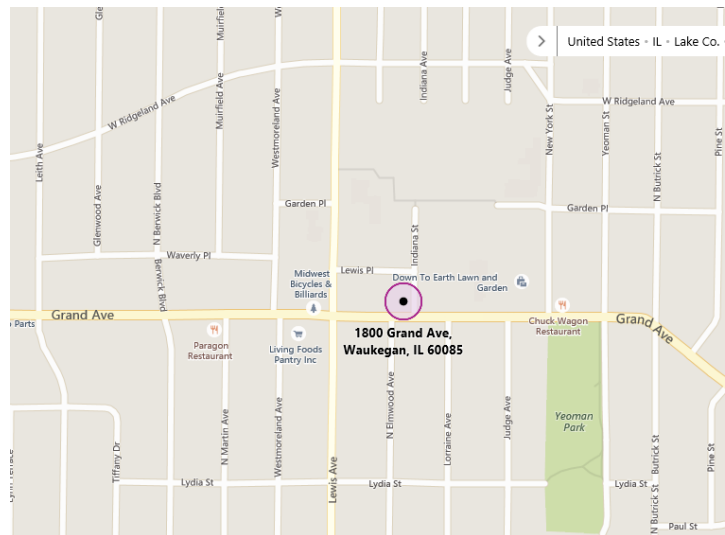 United States • IL • Lake Co.
Gle
Muirfiel
W
W Ridgeland Ave
Muirfield Ave
Westmoreland Ave
Indiana Ave
Judge Ave
New York St
W Ridgeland Ave
Yeoman St
N Butrick St
Pine St
Leith Ave
Glenwood Ave
N Berwick Blvd
Garden Pl
Garden Pl
Indiana St
Waverly Pl
Berwick Blvd
Lewis Pl
Midwest
Bicycles &
Billiards
Down To Earth Lawn and
Garden
Grand Ave
o Parts
Paragon
Restaurant
Living Foods
Pantry Inc
1800 Grand Ave,
Waukegan, IL 60085
Chuck Wagon
Restaurant
Grand Ave
Yeoman
Park
Tiffany Dr
N Martin Ave
Westmoreland Ave
Lewis Ave
N Elmwood Ave
Lorraine Ave
Judge Ave
Butrick St
N Butrick St
Pine St
Lydia St
Lydia St
Lydia St
Paul St